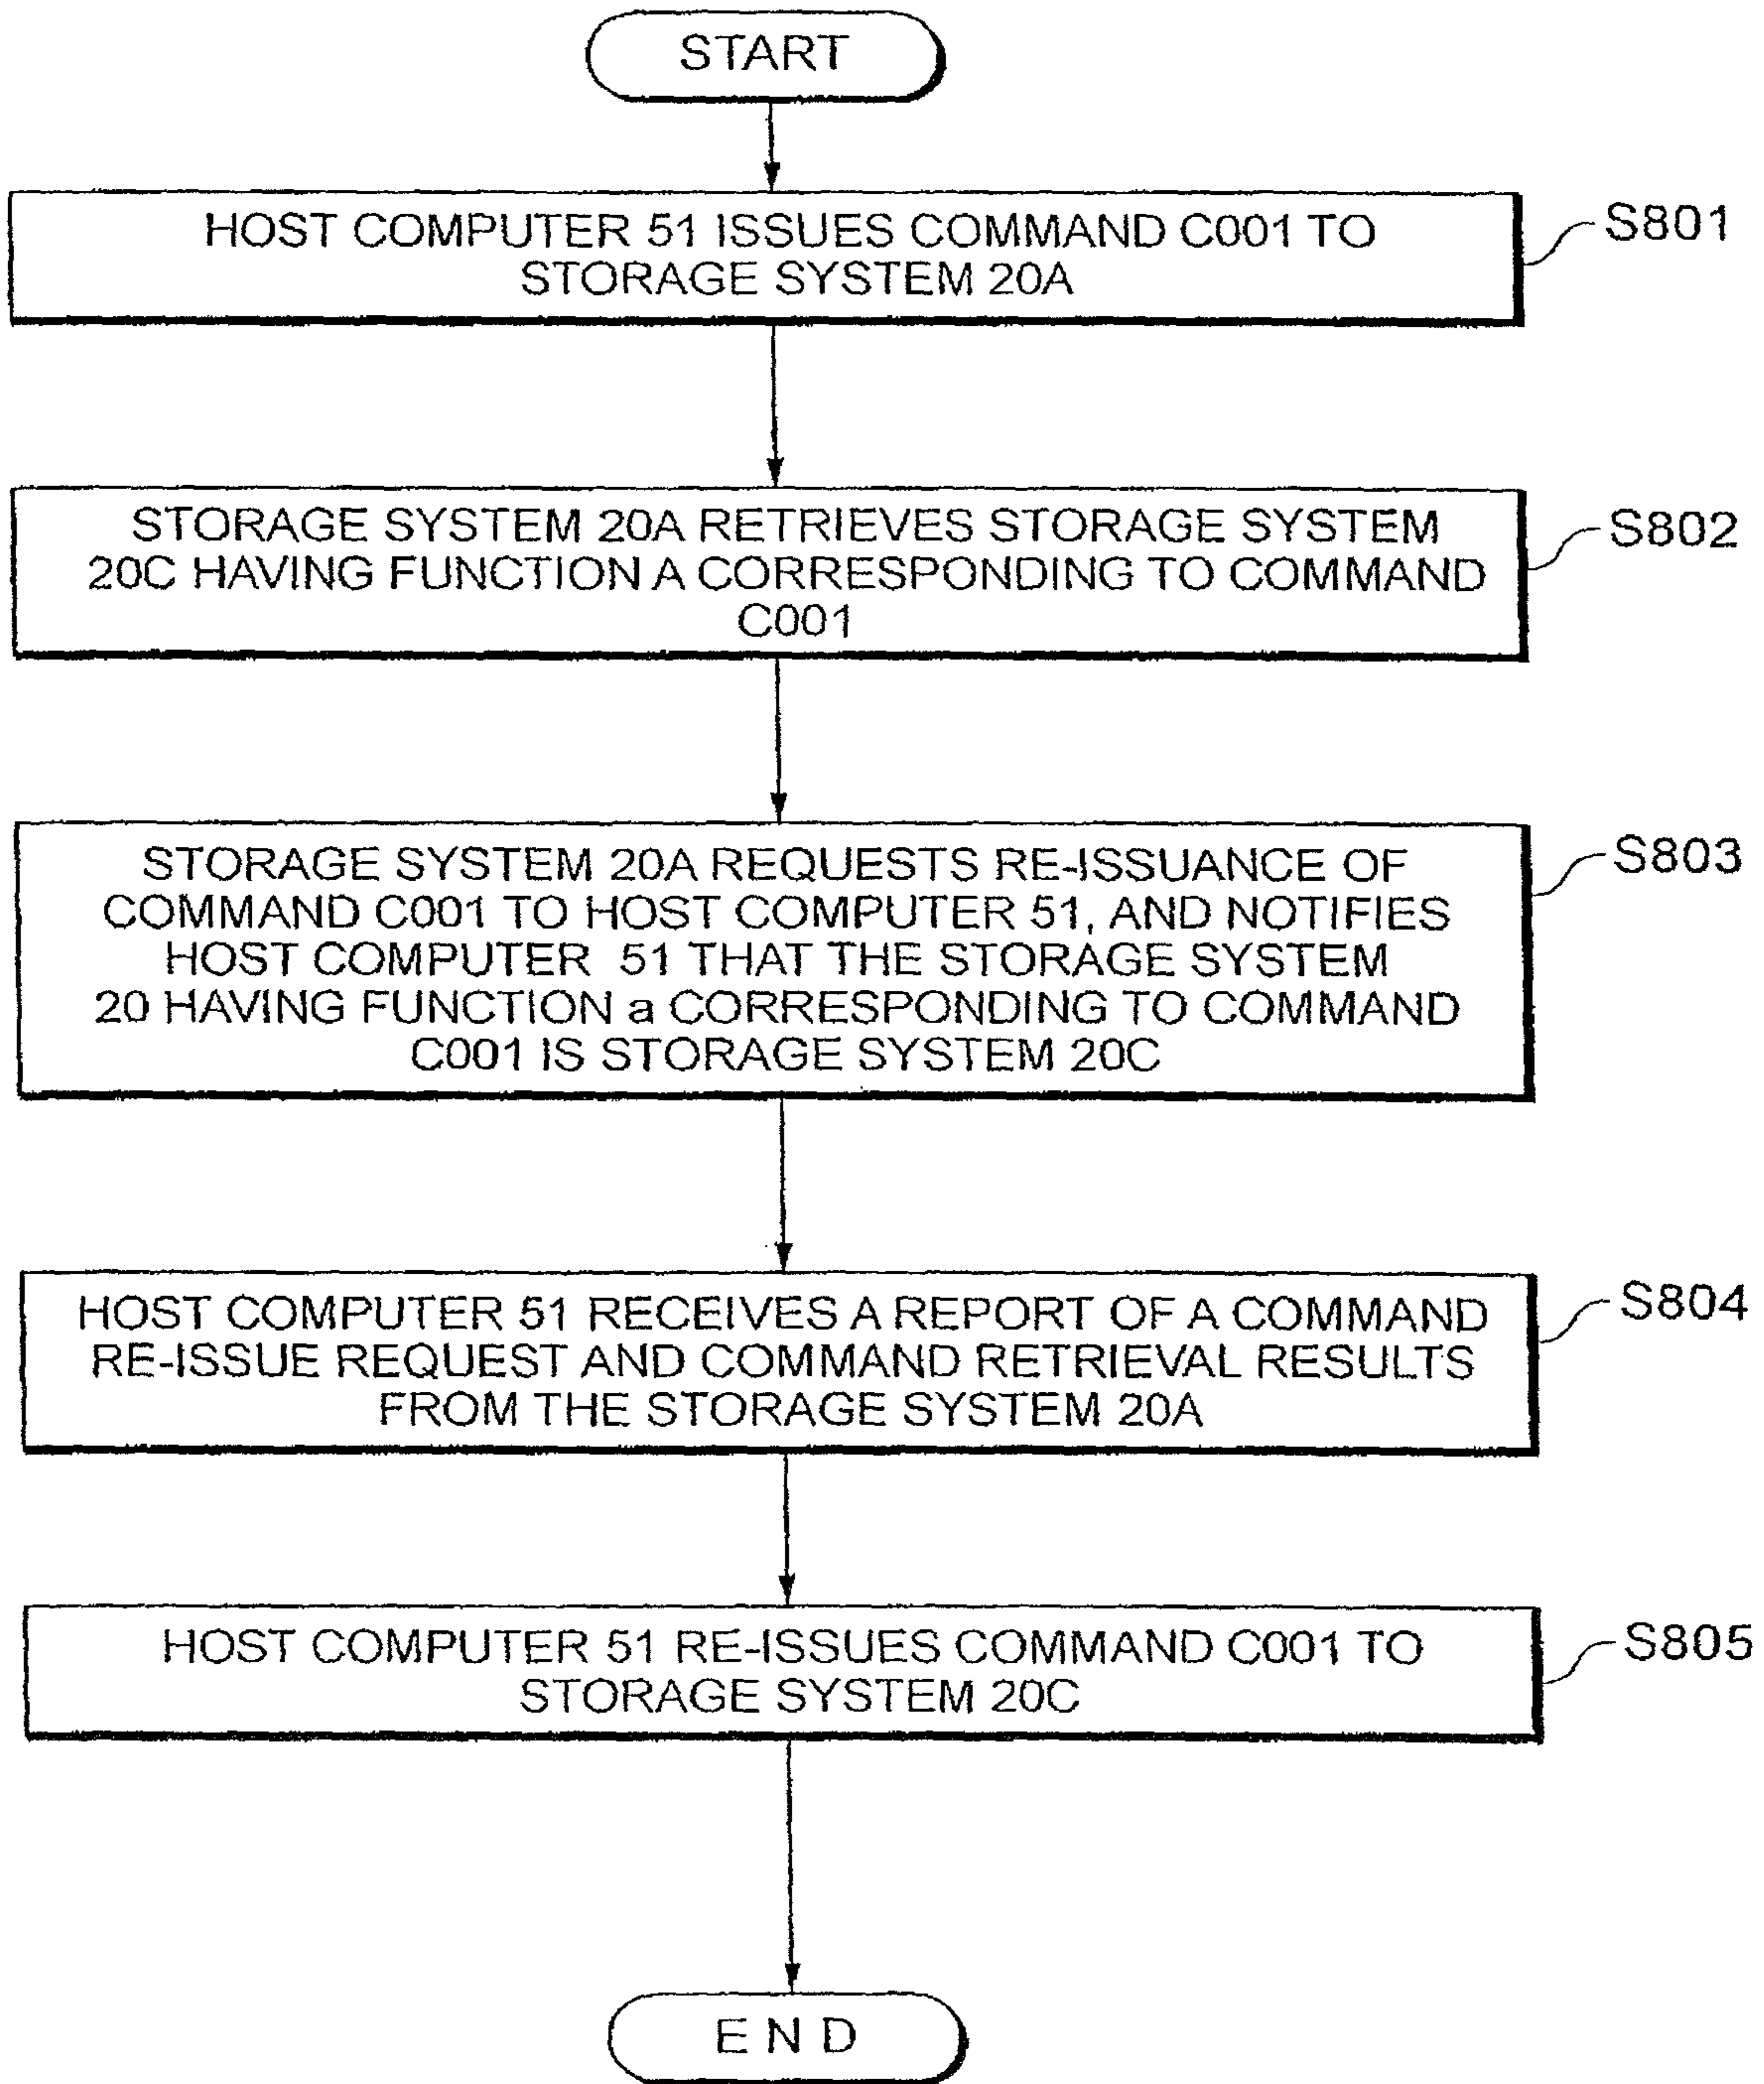 START
HOST COMPUTER 51 ISSUES COMMAND C001 TO
STORAGE SYSTEM 20A
S801
STORAGE SYSTEM 20A RETRIEVES STORAGE SYSTEM
20C HAVING FUNCTION A CORRESPONDING TO COMMAND
C001
S802
STORAGE SYSTEM 20A REQUESTS RE-ISSUANCE OF
COMMAND C001 TO HOST COMPUTER 51, AND NOTIFIES
HOST COMPUTER 51 THAT THE STORAGE SYSTEM
20 HAVING FUNCTION a CORRESPONDING TO COMMAND
C001 IS STORAGE SYSTEM 20C
S803
HOST COMPUTER 51 RECEIVES A REPORT OF A COMMAND
RE-ISSUE REQUEST AND COMMAND RETRIEVAL RESULTS
FROM THE STORAGE SYSTEM 20A
S804
HOST COMPUTER 51 RE-ISSUES COMMAND C001 TO
STORAGE SYSTEM 20C
S805
END